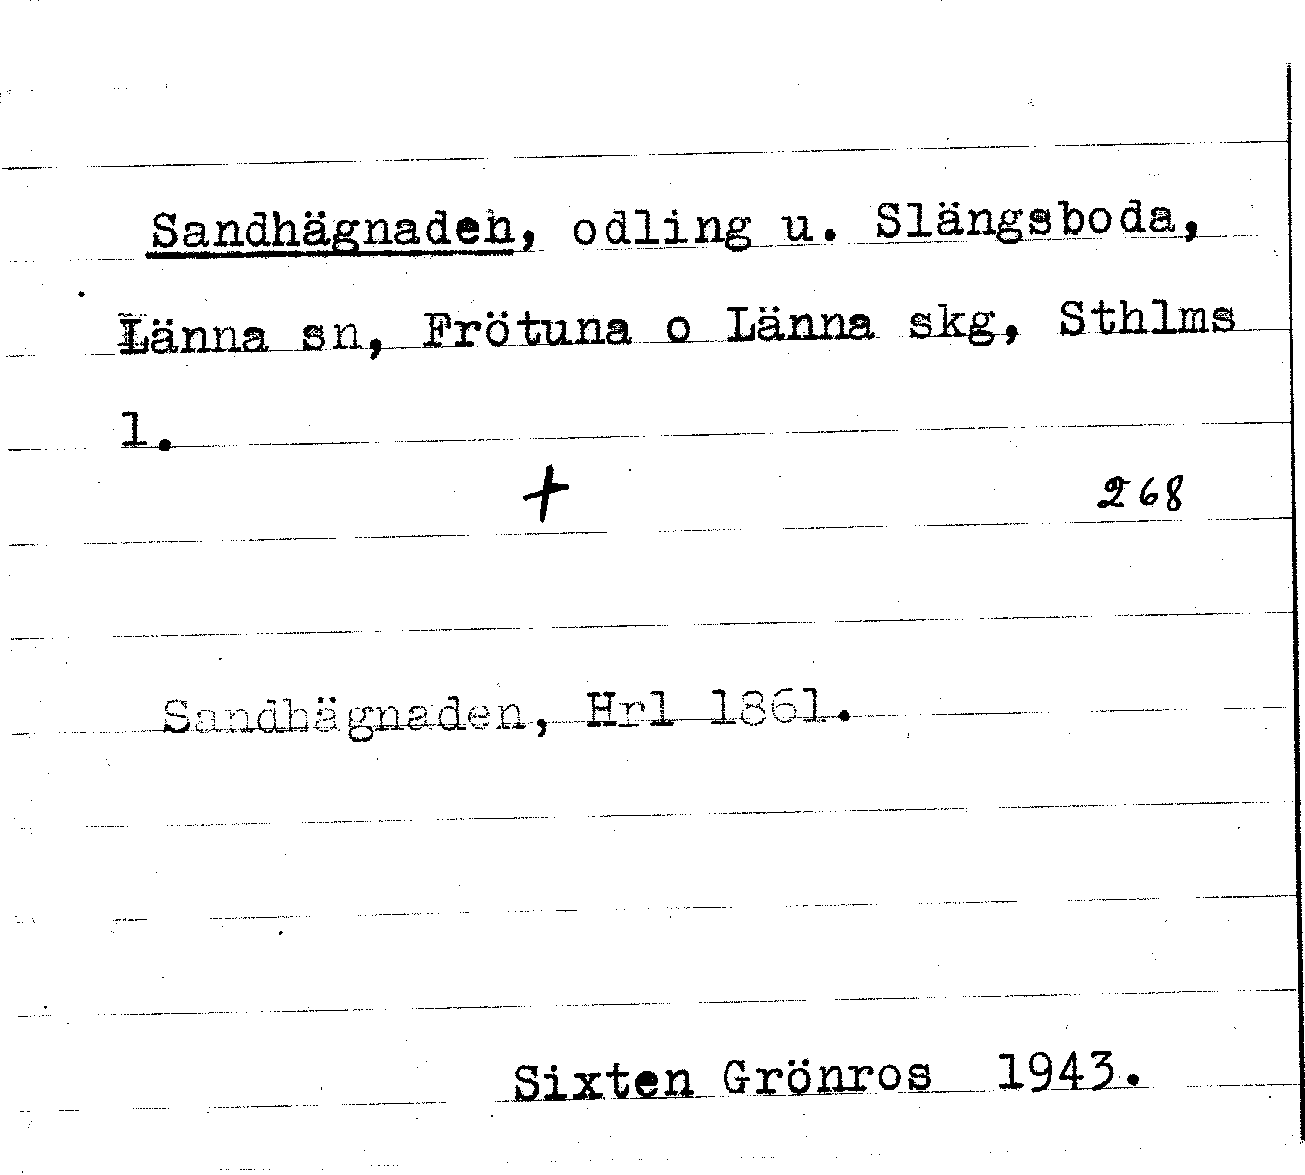 Sandhägnaden, odling u. Slängsboda,
Länna sn, Frötuna o Länna skg, Sthlms
l.
+ 268
Sandhägnaden, Hrl 1861.
Sixten Grönros 1943.